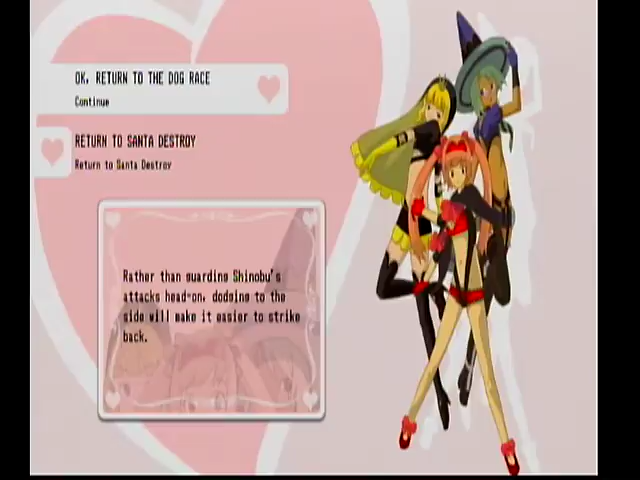 OK, RETURN TO THE DOG RACE
Continue
RETURN TO SANTA DESTROY
Return to Santa Destroy
Rather than guarding Shinobu's
attacks head-on, dodging to the
side will make it easier to strike
back.